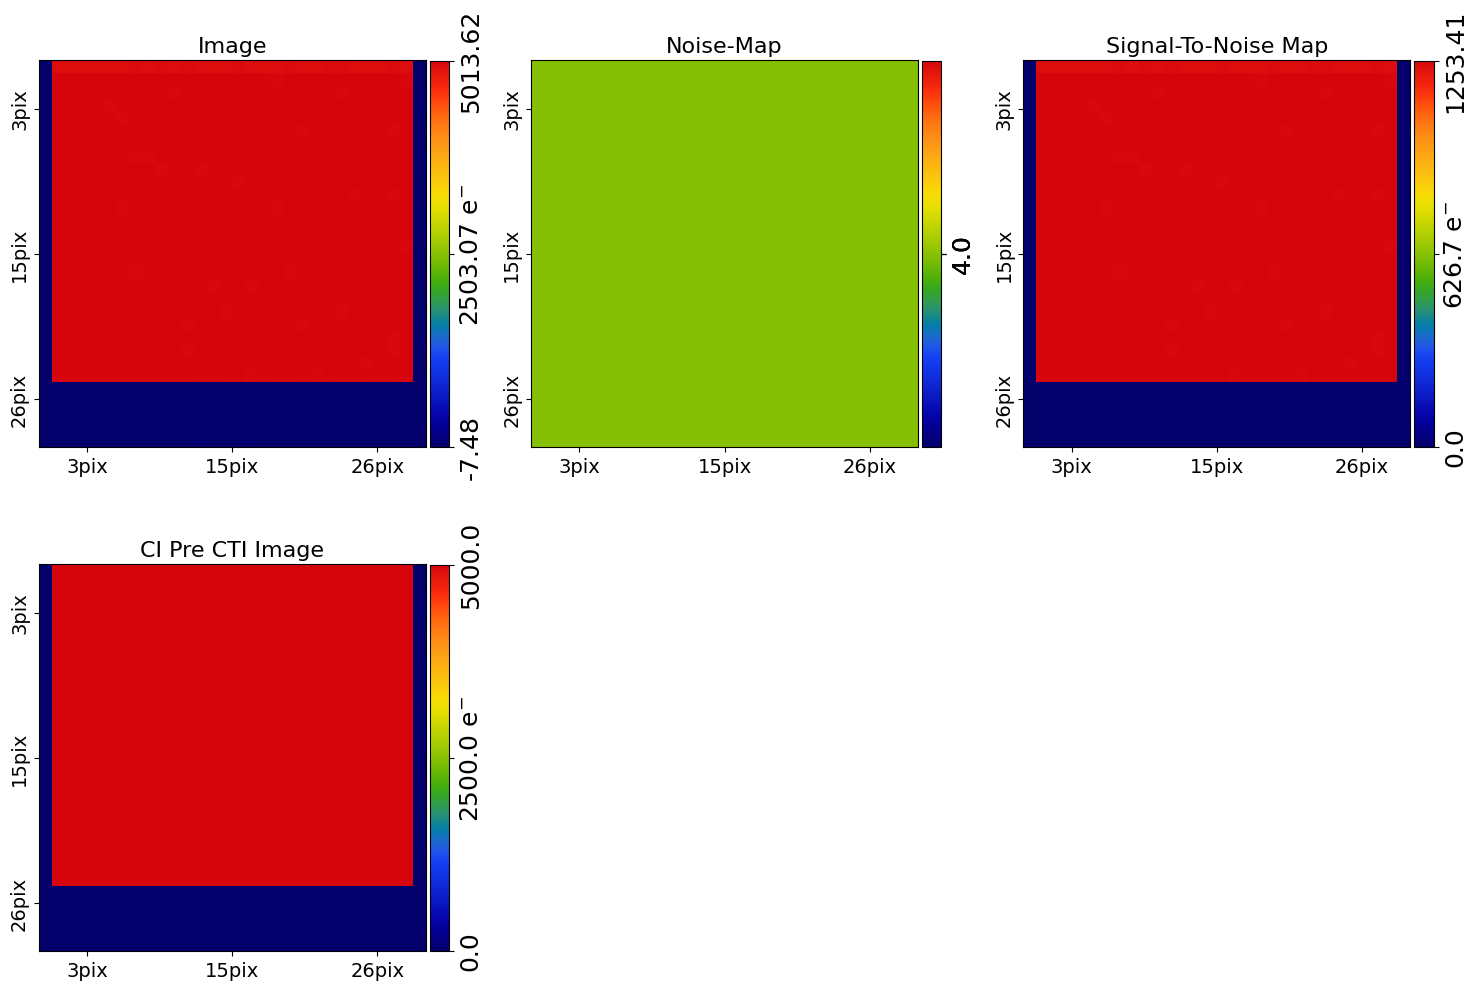 Image
3pix
15pix
26pix
3pix
15pix
26pix
5013.62
2503.07 e⁻
-7.48
Noise-Map
3pix
15pix
26pix
3pix
15pix
26pix
4.0
Signal-To-Noise Map
3pix
15pix
26pix
3pix
15pix
26pix
1253.41
626.7 e⁻
0.0
CI Pre CTI Image
3pix
15pix
26pix
3pix
15pix
26pix
5000.0
2500.0 e⁻
0.0